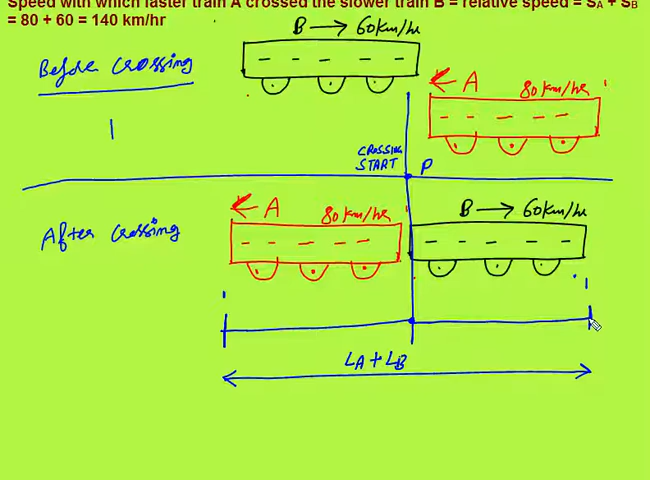 Speed with which faster train A crossed the slower train B = relative speed = SA + SB
= 80 + 60 = 140 km/hr
B → 60km/hr
Before Crossing
← A 80 km/hr
CROSSING
START
P
← A 80 km/hr
B → 60km/hr
After Crossing
LA + LB